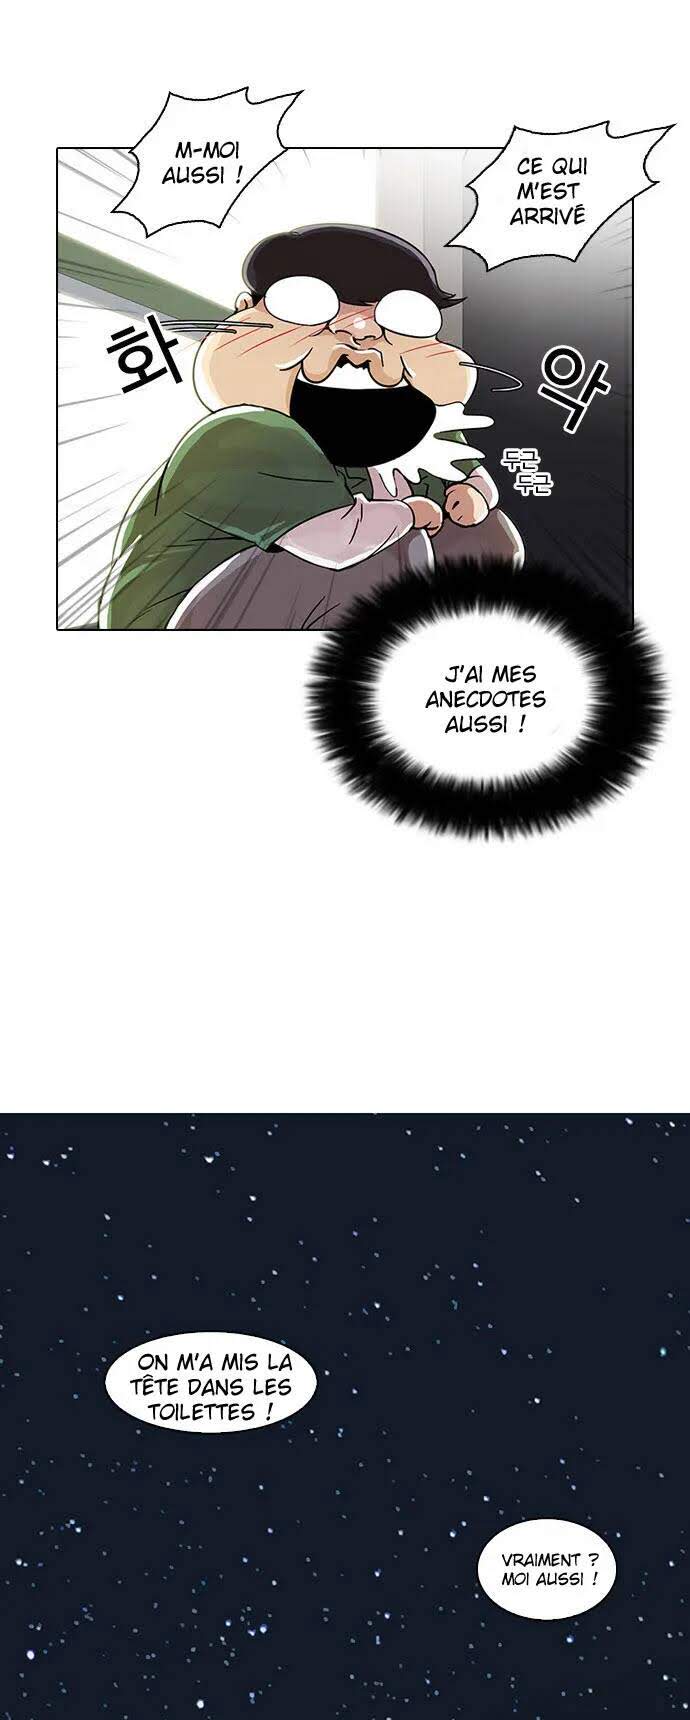 M-MOI
AUSSI !
CE QUI
M'EST
ARRIVÉ
화
악
두근
두근
J'AI MES
ANECDOTES
AUSSI !
ON M'A MIS LA
TÊTE DANS LES
TOILETTES !
VRAIMENT ?
MOI AUSSI !